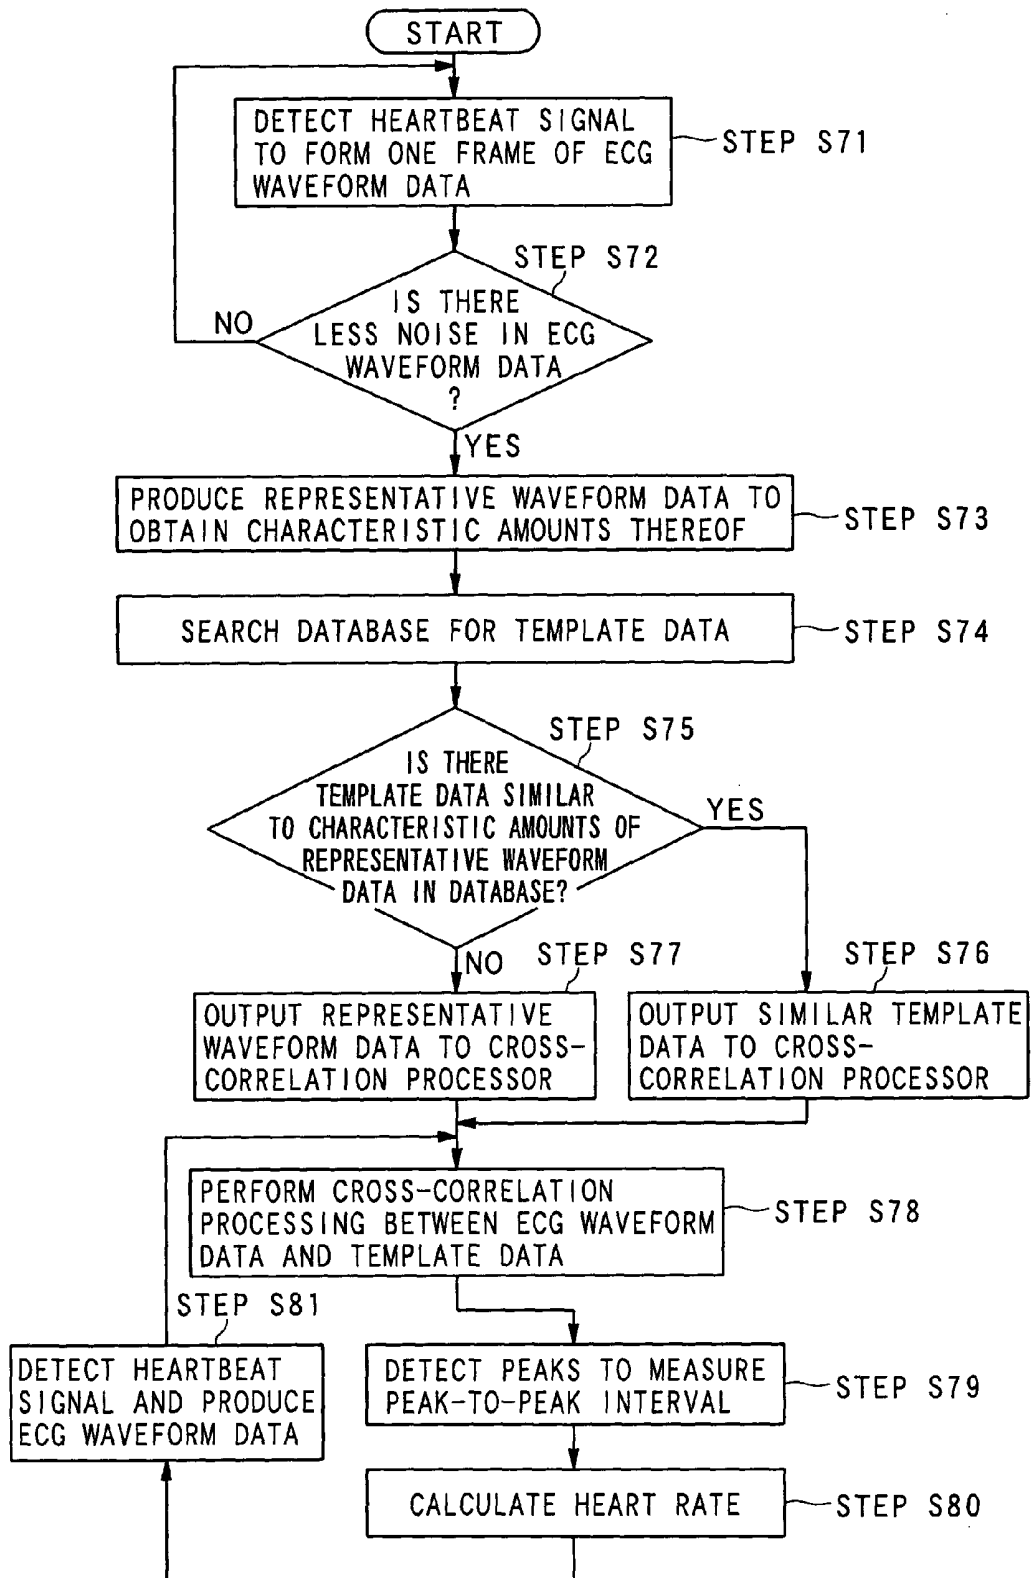 START
DETECT HEARTBEAT SIGNAL
TO FORM ONE FRAME OF ECG
WAVEFORM DATA
STEP S71
STEP S72
IS THERE
LESS NOISE IN ECG
WAVEFORM DATA
?
NO
YES
PRODUCE REPRESENTATIVE WAVEFORM DATA TO
OBTAIN CHARACTERISTIC AMOUNTS THEREOF
STEP S73
SEARCH DATABASE FOR TEMPLATE DATA
STEP S74
STEP S75
IS THERE
TEMPLATE DATA SIMILAR
TO CHARACTERISTIC AMOUNTS OF
REPRESENTATIVE WAVEFORM
DATA IN DATABASE?
YES
NO
STEP S77
OUTPUT REPRESENTATIVE
WAVEFORM DATA TO CROSS-
CORRELATION PROCESSOR
STEP S76
OUTPUT SIMILAR TEMPLATE
DATA TO CROSS-
CORRELATION PROCESSOR
PERFORM CROSS-CORRELATION
PROCESSING BETWEEN ECG WAVEFORM
DATA AND TEMPLATE DATA
STEP S78
STEP S81
DETECT HEARTBEAT
SIGNAL AND PRODUCE
ECG WAVEFORM DATA
DETECT PEAKS TO MEASURE
PEAK-TO-PEAK INTERVAL
STEP S79
CALCULATE HEART RATE
STEP S80